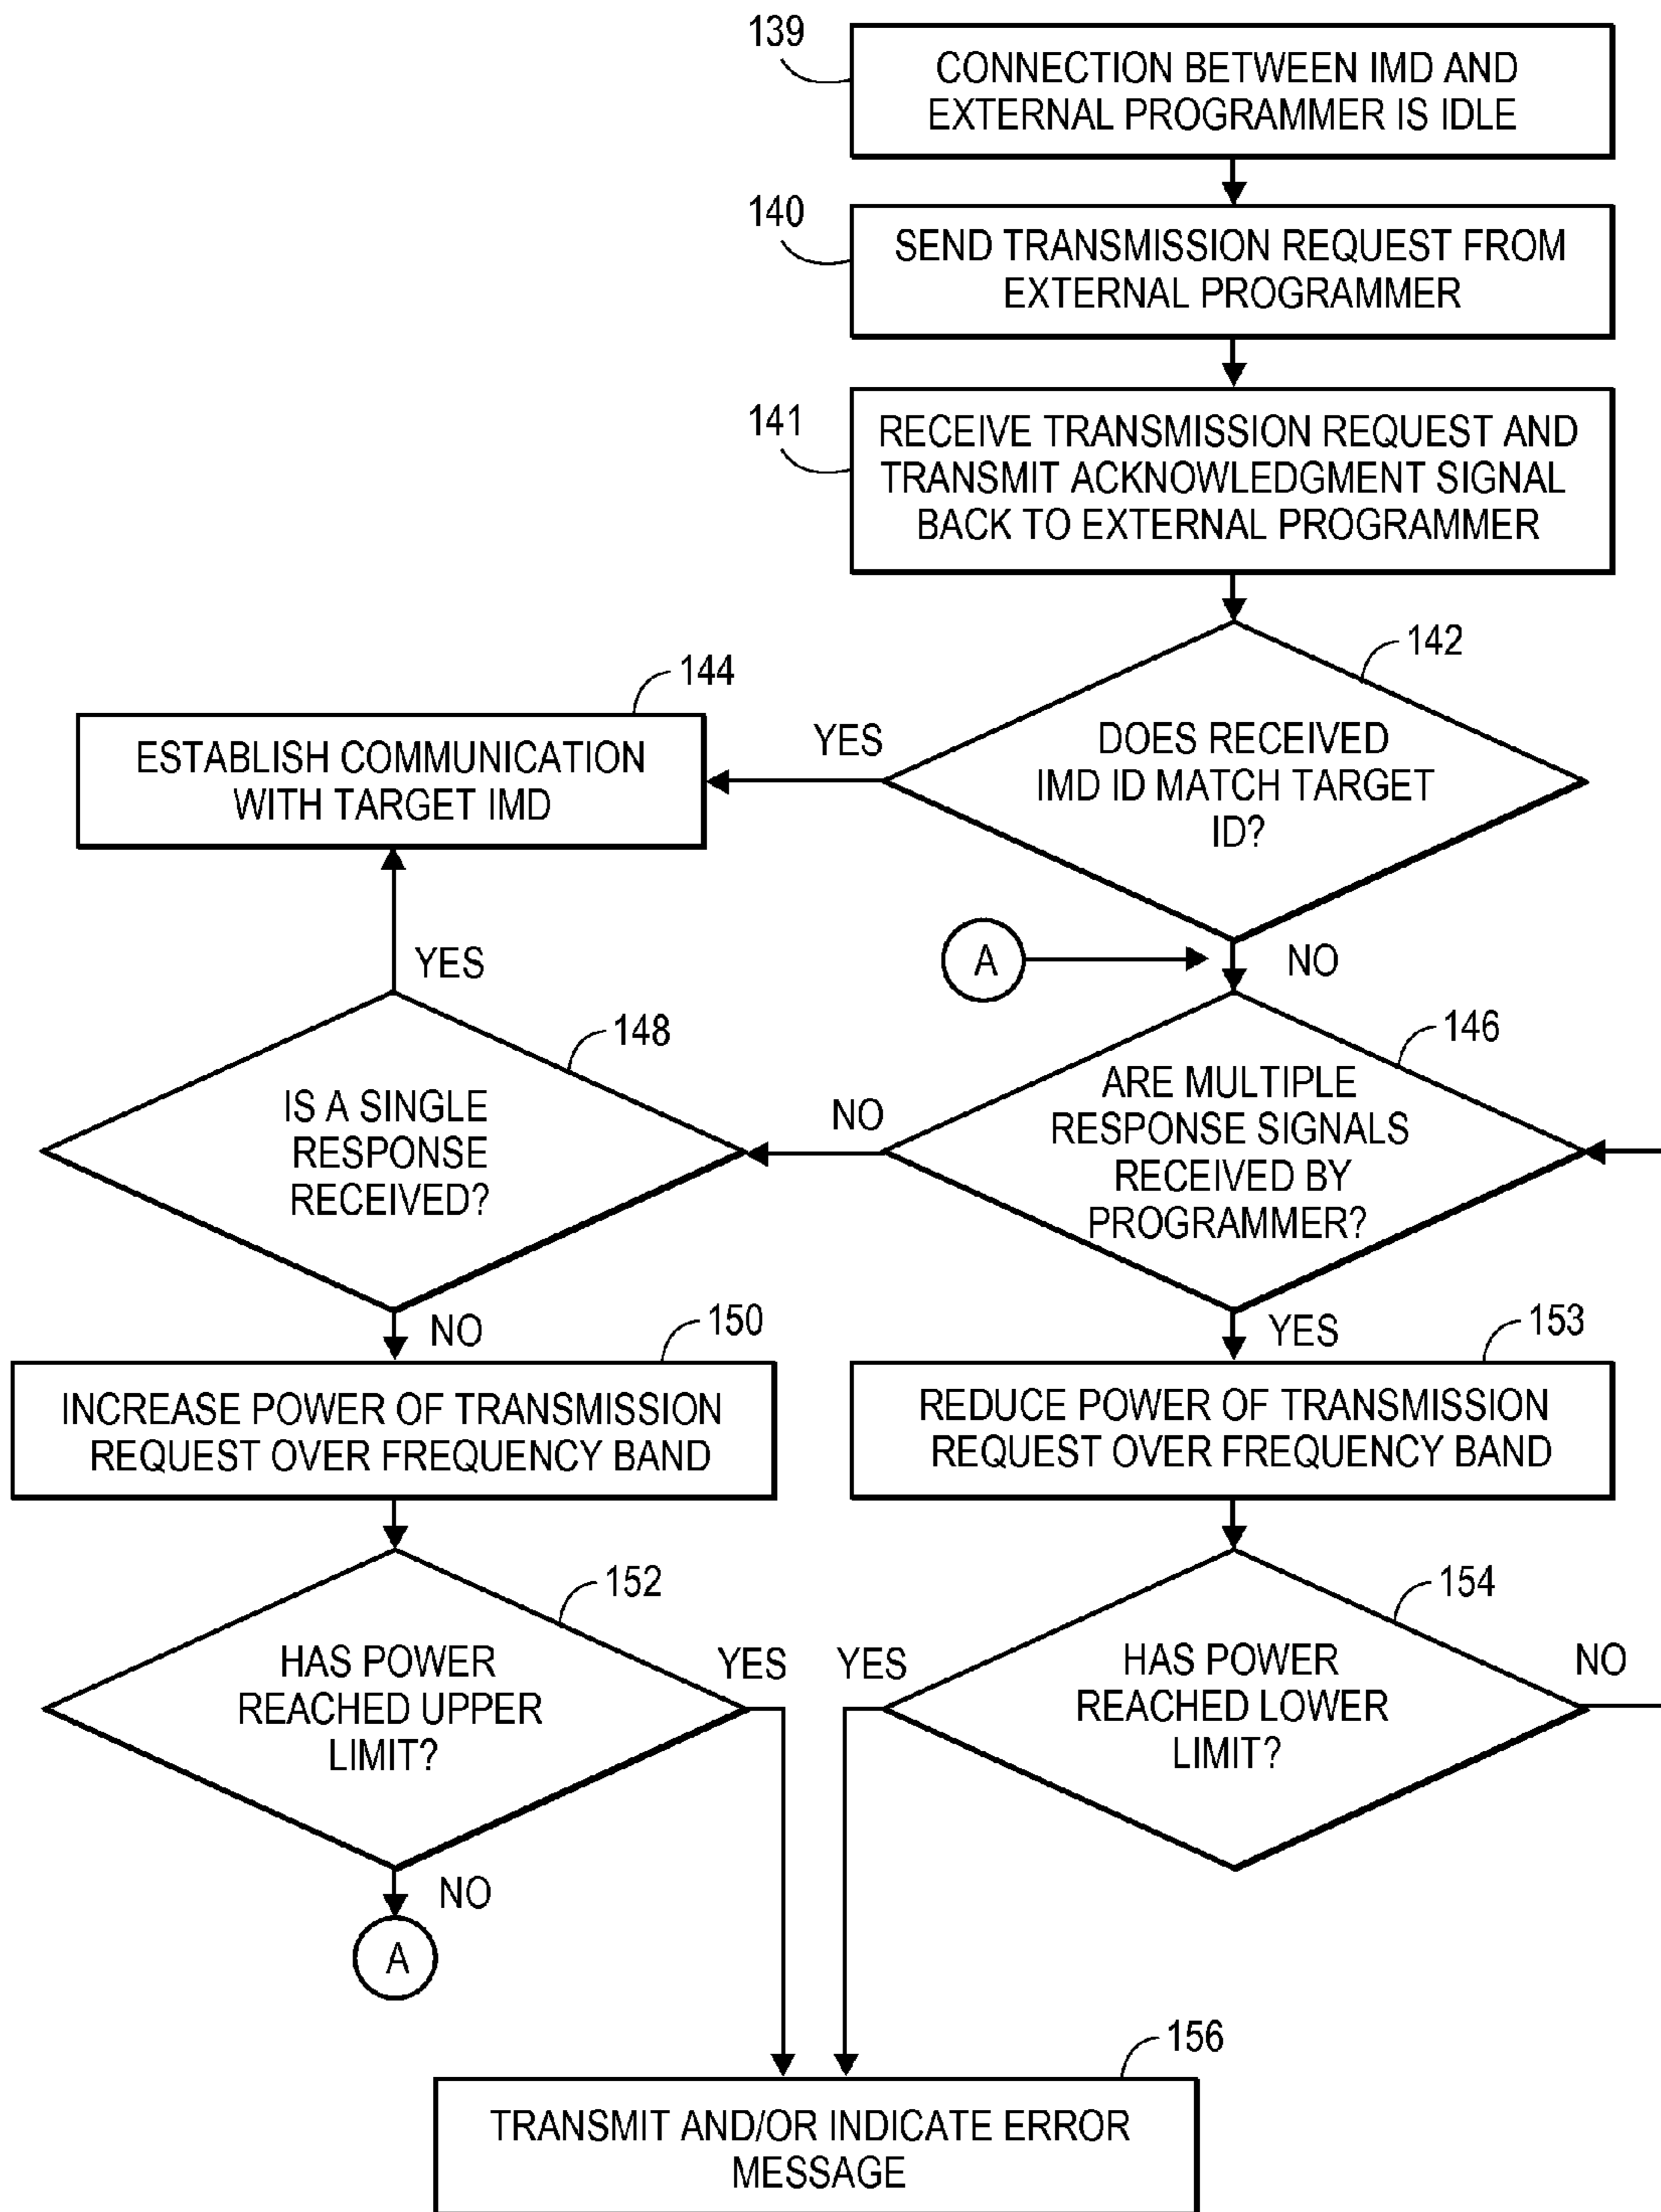 139
CONNECTION BETWEEN IMD AND
EXTERNAL PROGRAMMER IS IDLE
140
SEND TRANSMISSION REQUEST FROM
EXTERNAL PROGRAMMER
141
RECEIVE TRANSMISSION REQUEST AND
TRANSMIT ACKNOWLEDGMENT SIGNAL
BACK TO EXTERNAL PROGRAMMER
142
DOES RECEIVED
IMD ID MATCH TARGET
ID?
YES
144
ESTABLISH COMMUNICATION
WITH TARGET IMD
NO
A
146
ARE MULTIPLE
RESPONSE SIGNALS
RECEIVED BY
PROGRAMMER?
NO
148
IS A SINGLE
RESPONSE
RECEIVED?
YES
NO
150
INCREASE POWER OF TRANSMISSION
REQUEST OVER FREQUENCY BAND
YES
153
REDUCE POWER OF TRANSMISSION
REQUEST OVER FREQUENCY BAND
152
HAS POWER
REACHED UPPER
LIMIT?
YES
NO
A
154
HAS POWER
REACHED LOWER
LIMIT?
YES
NO
156
TRANSMIT AND/OR INDICATE ERROR
MESSAGE